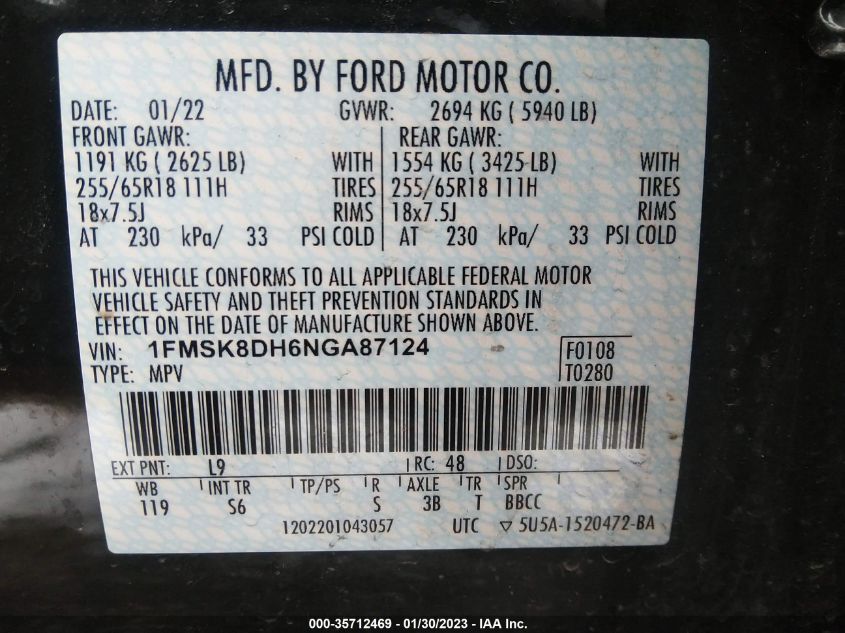 MFD. BY FORD MOTOR CO.
DATE: 01/22 GVWR: 2694 KG ( 5940 LB)
FRONT GAWR: REAR GAWR:
1191 KG ( 2625 LB) WITH 1554 KG ( 3425 LB) WITH
255/65R18 111H TIRES 255/65R18 111H TIRES
18x7.5J RIMS 18x7.5J RIMS
AT 230 kPa/ 33 PSI COLD AT 230 kPa/ 33 PSI COLD
THIS VEHICLE CONFORMS TO ALL APPLICABLE FEDERAL MOTOR
VEHICLE SAFETY AND THEFT PREVENTION STANDARDS IN
EFFECT ON THE DATE OF MANUFACTURE SHOWN ABOVE.
VIN: 1FMSK8DH6NGA87124 F0108
TYPE: MPV T0280
EXT PNT: L9 RC: 48 DSO:
WB INT TR TP/PS R AXLE TR SPR
119 S6 S 3B T BBCC
1202201043057 UTC ▽ 5U5A-1520472-BA
000-35712469 - 01/30/2023 - IAA Inc.